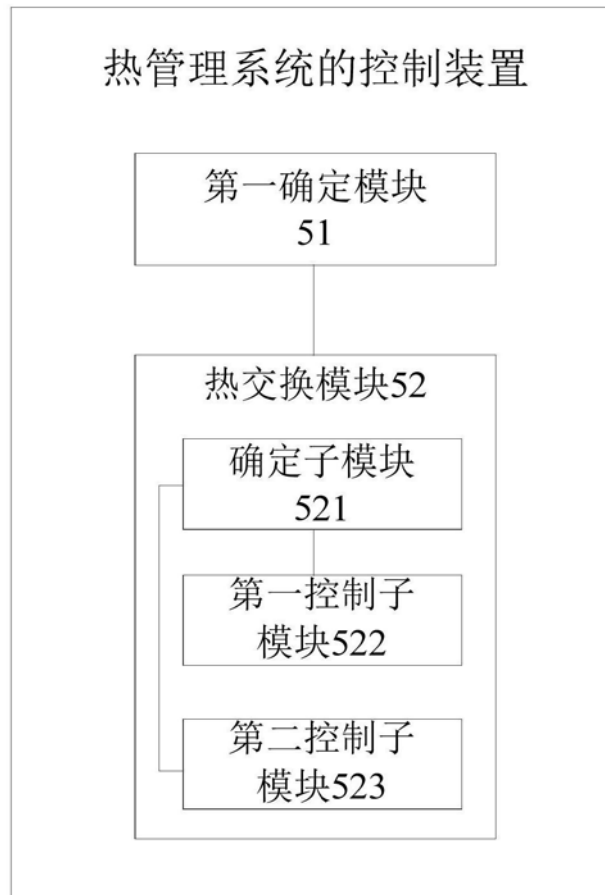 热管理系统的控制装置
第一确定模块
51
热交换模块52
确定子模块
521
第一控制子
模块522
第二控制子
模块523